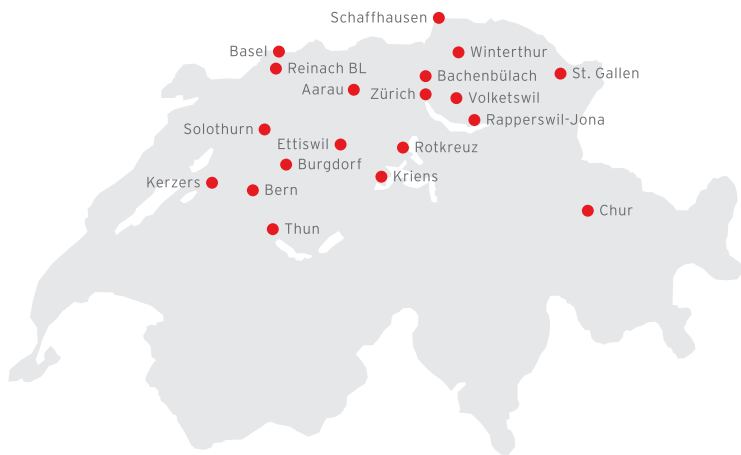 Schaffhausen
Basel
Winterthur
Reinach BL
Bachenbülach
St. Gallen
Aarau
Zürich
Volketswil
Rapperswil-Jona
Solothurn
Ettiswil
Rotkreuz
Burgdorf
Kriens
Kerzers
Bern
Chur
Thun